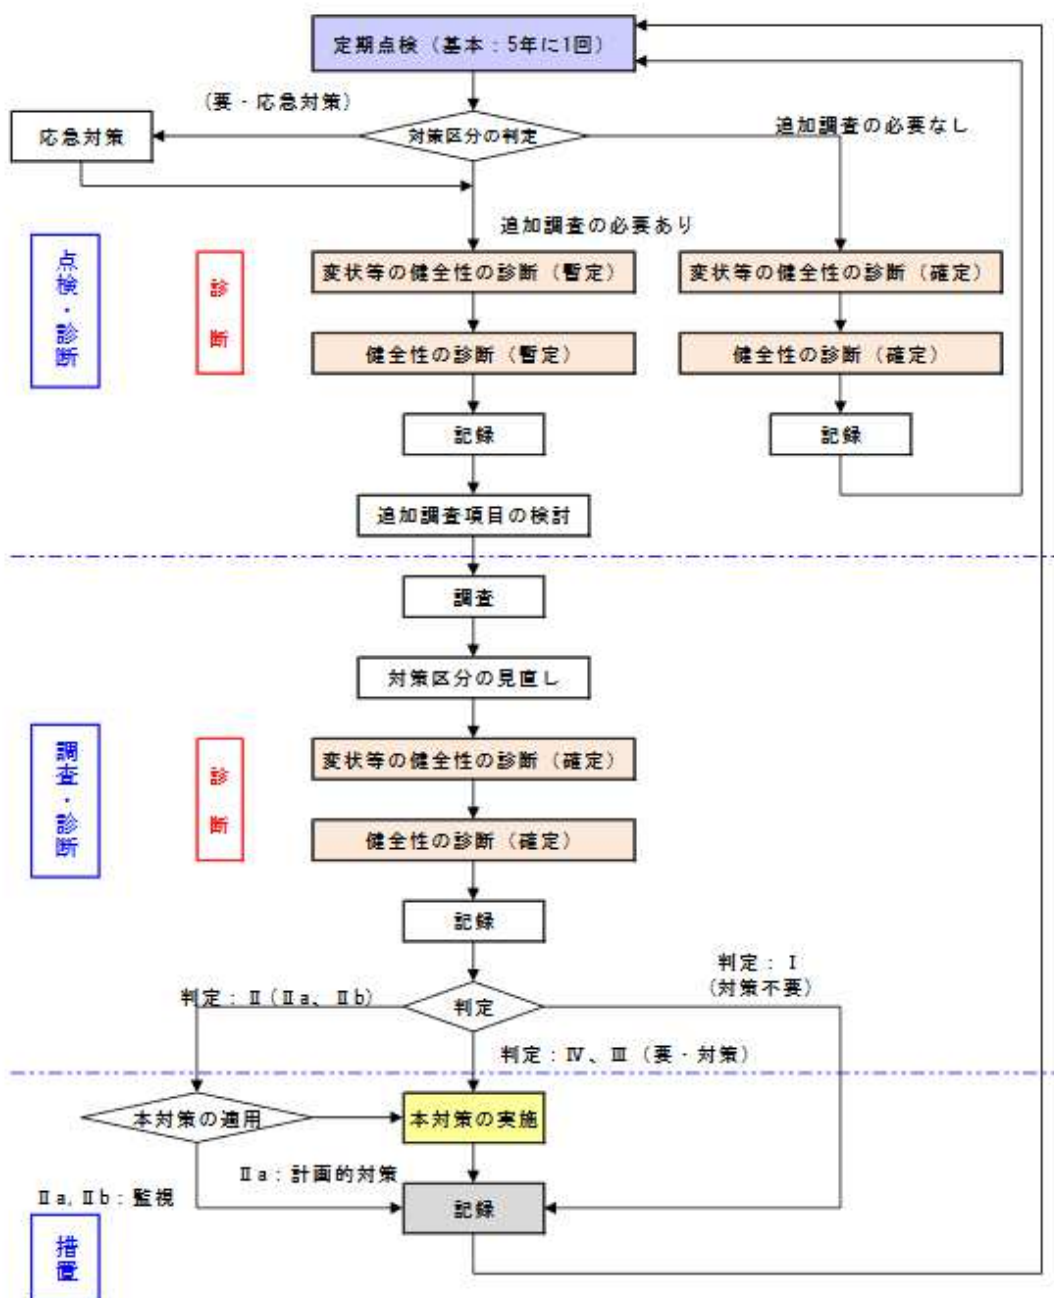 定期点検（基本：5年に1回）
（要・応急対策）
応急対策
対策区分の判定
追加調査の必要なし
追加調査の必要あり
点検・診断
診断
変状等の健全性の診断（暫定）
変状等の健全性の診断（確定）
健全性の診断（暫定）
健全性の診断（確定）
記録
記録
追加調査項目の検討
調査
対策区分の見直し
調査・診断
診断
変状等の健全性の診断（確定）
健全性の診断（確定）
記録
判定：Ⅰ
（対策不要）
判定：Ⅱ（Ⅱa、Ⅱb）
判定
判定：Ⅳ、Ⅲ（要・対策）
本対策の適用
本対策の実施
Ⅱa：計画的対策
Ⅱa,Ⅱb：監視
記録
措置